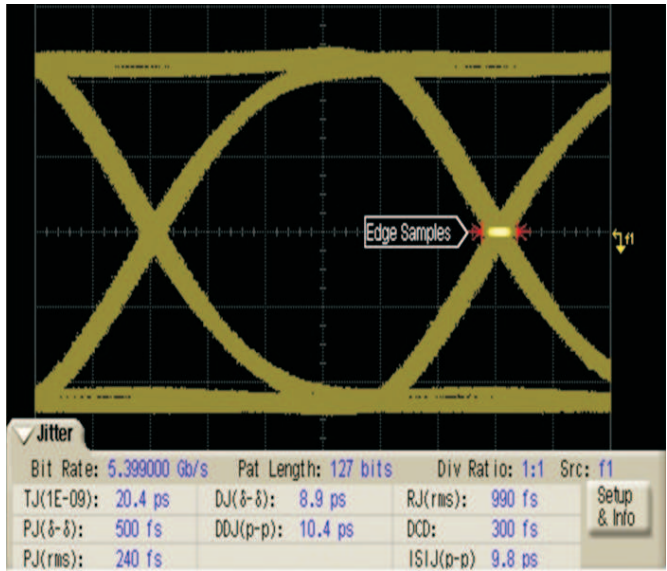 Edge Samples
f1
Jitter
Bit Rate: 5.399000 Gb/s Pat Length: 127 bits Div Ratio: 1:1 Src: f1
TJ(1E-09): 20.4 ps DJ(δ-δ): 8.9 ps RJ(rms): 990 fs
PJ(δ-δ): 500 fs DDJ(p-p): 10.4 ps DCD: 300 fs
PJ(rms): 240 fs ISIJ(p-p) 9.8 ps
Setup
& Info